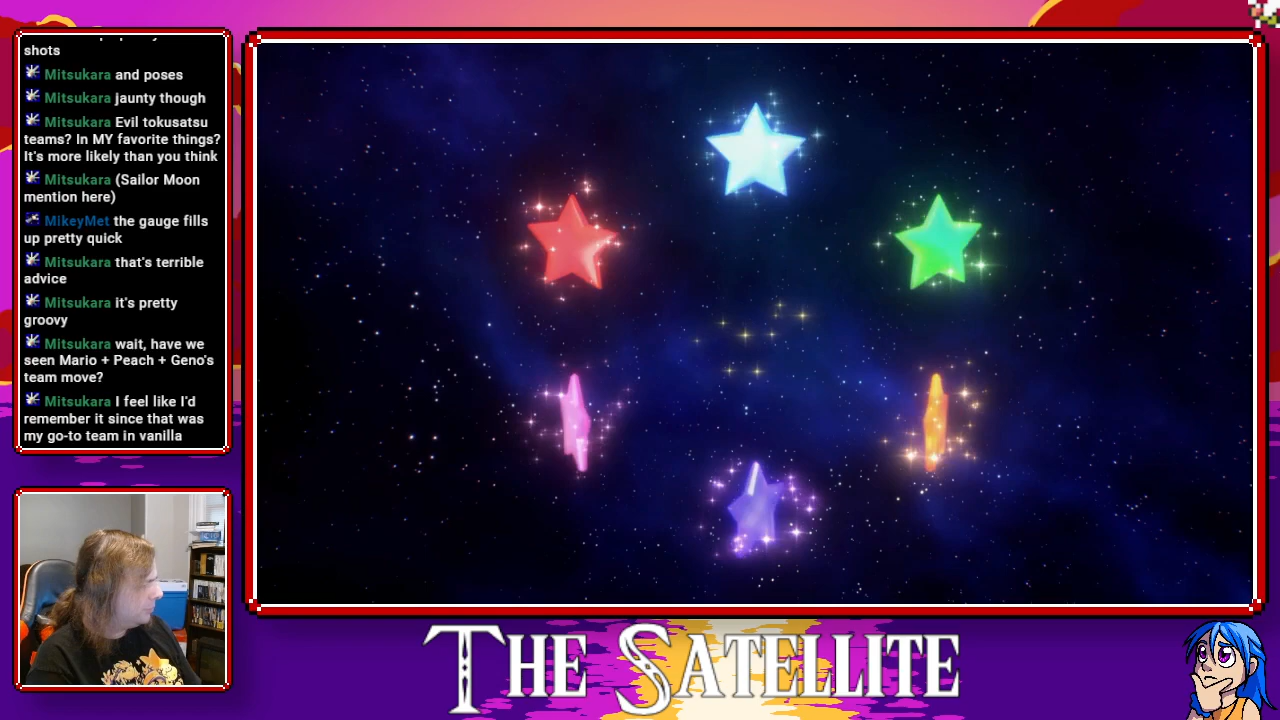 shots
Mitsukara and poses
Mitsukara jaunty though
Mitsukara Evil tokusatsu
teams? In MY favorite things?
It's more likely than you think
Mitsukara (Sailor Moon
mention here)
MikeyMet the gauge fills
up pretty quick
Mitsukara that's terrible
advice
Mitsukara it's pretty
groovy
Mitsukara wait, have we
seen Mario + Peach + Geno's
team move?
Mitsukara I feel like I'd
remember it since that was
my go-to team in vanilla
THE SATELLITE